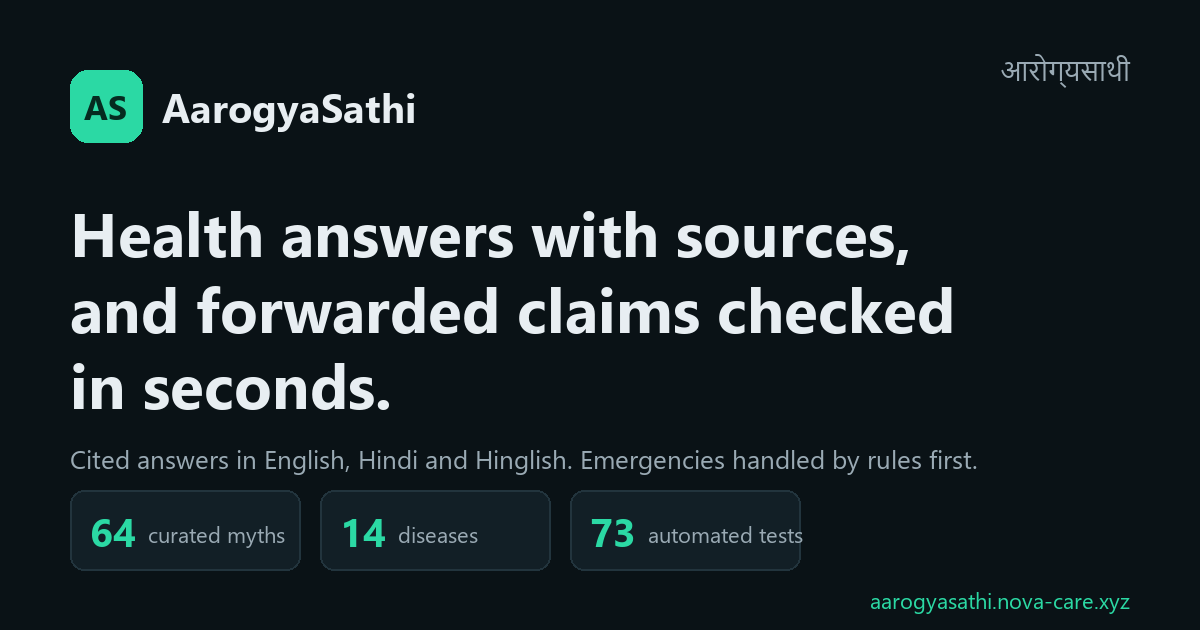 आरोग्यसाथी
AS AarogyaSathi
Health answers with sources,
and forwarded claims checked
in seconds.
Cited answers in English, Hindi and Hinglish. Emergencies handled by rules first.
64 curated myths 14 diseases 73 automated tests
aarogyasathi.nova-care.xyz